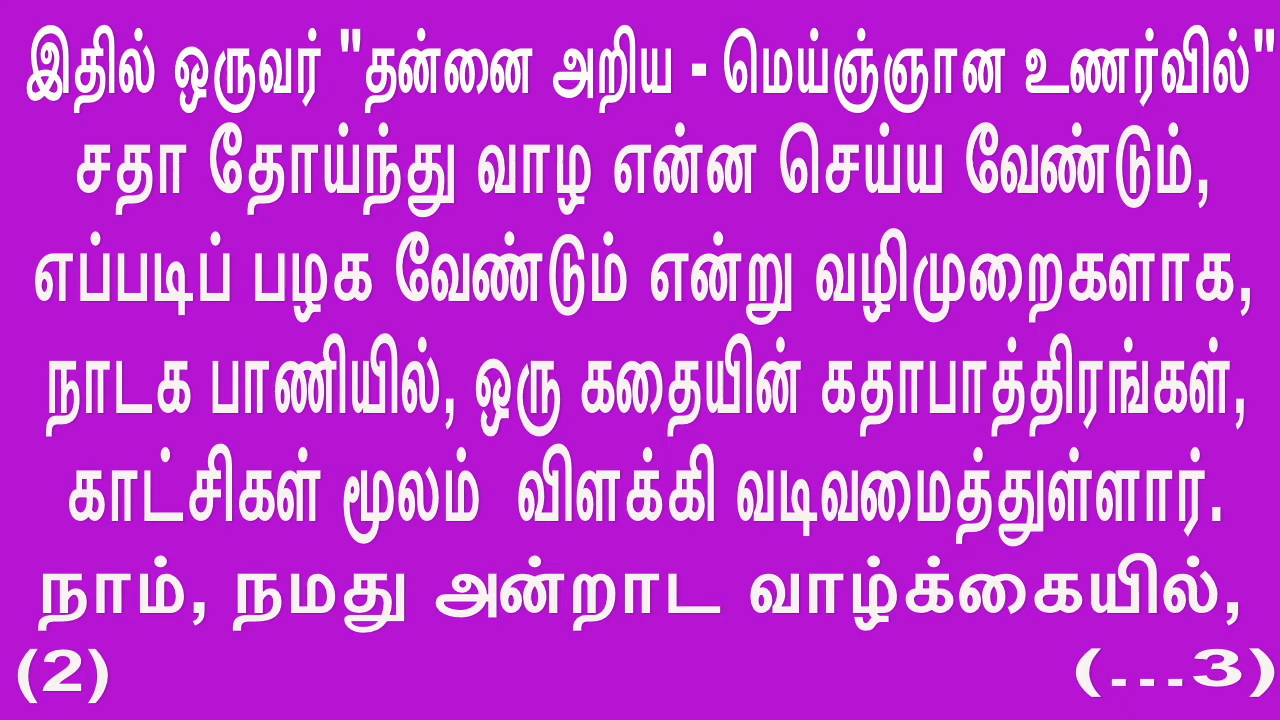 இதில் ஒருவர் "தன்னை அறிய - மெய்ஞ்ஞான உணர்வில்"
சதா தோய்ந்து வாழ என்ன செய்ய வேண்டும்,
எப்படிப் பழக வேண்டும் என்று வழிமுறைகளாக,
நாடக பாணியில், ஒரு கதையின் கதாபாத்திரங்கள்,
காட்சிகள் மூலம் விளக்கி வடிவமைத்துள்ளார்.
நாம், நமது அன்றாட வாழ்க்கையில்,
(2) (...3)